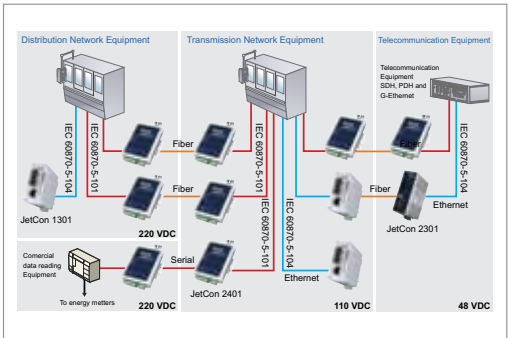 Distribution Network Equipment
Transmission Network Equipment
Telecommunication Equipment
Telecommunication
Equipment
SDH, PDH and
G-Ethernet
IEC 60870-5-104
IEC 60870-5-101
Fiber
IEC 60870-5-101
Fiber
IEC 60870-5-104
Fiber
Fiber
Ethernet
JetCon 1301
JetCon 2301
220 VDC
IEC 60870-5-101
IEC 60870-5-104
Comercial
data reading
Equipment
Serial
JetCon 2401
Ethernet
To energy metters
220 VDC
110 VDC
48 VDC